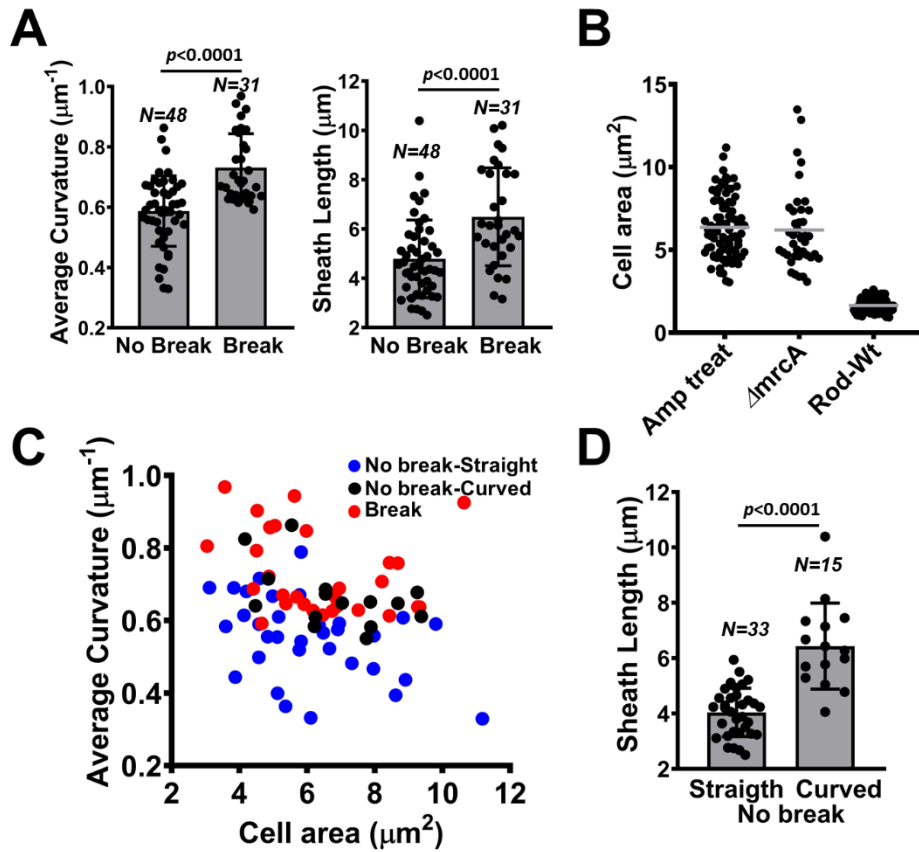 A
p<0.0001
N=48
N=31
Average Curvature (μm⁻¹)
1.0
0.8
0.6
0.4
0.2
No Break Break
p<0.0001
N=48
N=31
Sheath Length (μm)
12
10
8
6
4
2
No Break Break
B
Cell area (μm²)
15
10
5
0
Amp treat
ΔmrcA
Rod-Wt
C
Average Curvature (μm⁻¹)
1.0
0.8
0.6
0.4
0.2
No break-Straight
No break-Curved
Break
2 4 6 8 10 12
Cell area (μm²)
D
Sheath Length (μm)
12
10
8
6
4
2
p<0.0001
N=33
N=15
Straigth Curved
No break